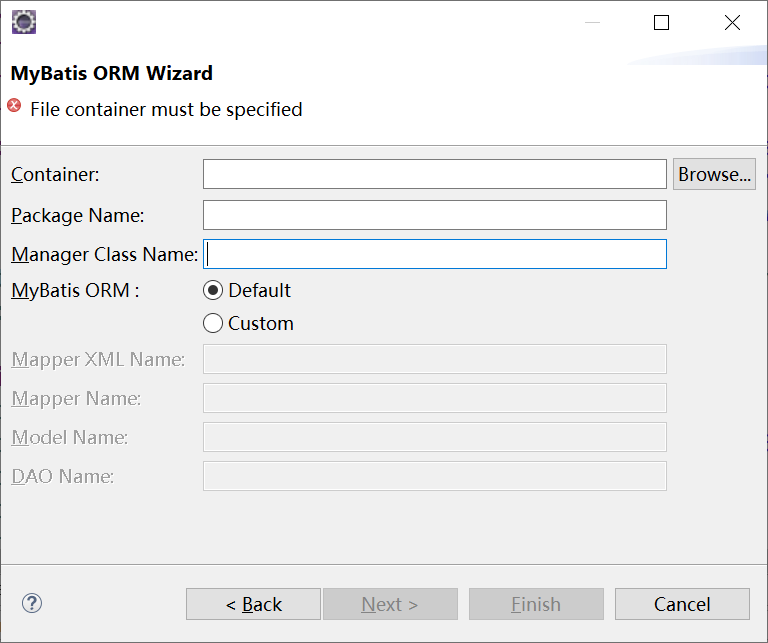 MyBatis ORM Wizard
File container must be specified
Container: Browse...
Package Name:
Manager Class Name:
MyBatis ORM : Default
Custom
Mapper XML Name:
Mapper Name:
Model Name:
DAO Name:
? < Back Next > Finish Cancel